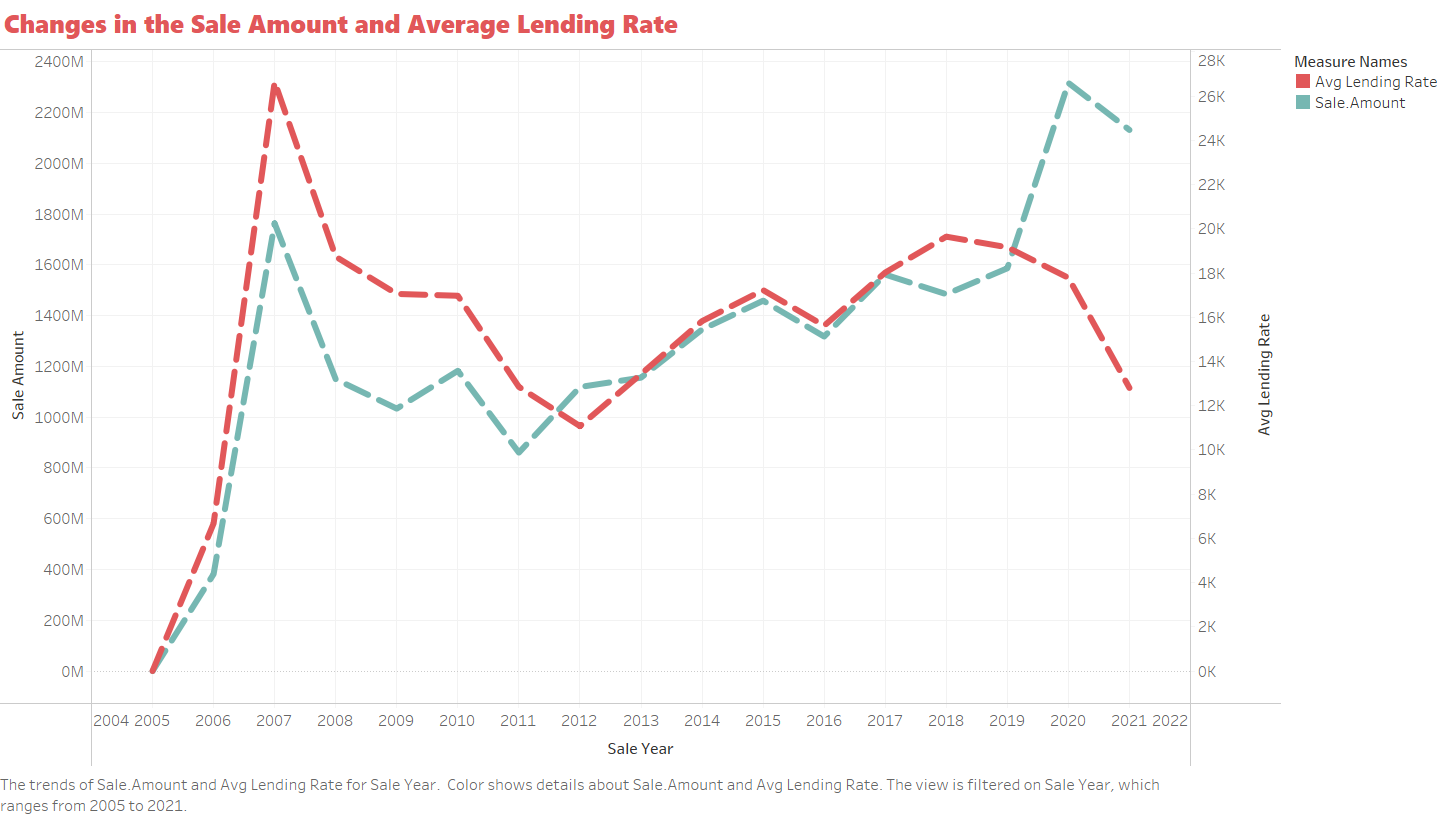 Changes in the Sale Amount and Average Lending Rate
2400M
2200M
2000M
1800M
1600M
1400M
1200M
1000M
800M
600M
400M
200M
0M
Sale Amount
28K
26K
24K
22K
20K
18K
16K
14K
12K
10K
8K
6K
4K
2K
0K
Avg Lending Rate
2004 2005 2006 2007 2008 2009 2010 2011 2012 2013 2014 2015 2016 2017 2018 2019 2020 2021 2022
Sale Year
Measure Names
Avg Lending Rate
Sale.Amount
The trends of Sale.Amount and Avg Lending Rate for Sale Year.  Color shows details about Sale.Amount and Avg Lending Rate. The view is filtered on Sale Year, which
ranges from 2005 to 2021.